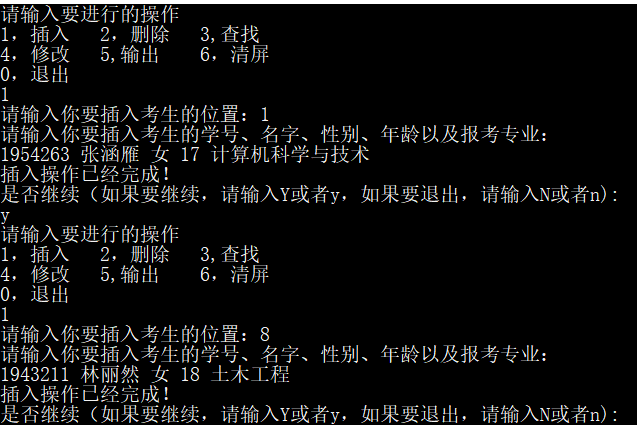 请输入要进行的操作
1，插入   2，删除   3,查找
4，修改   5,输出    6，清屏
0，退出
1
请输入你要插入考生的位置：1
请输入你要插入考生的学号、名字、性别、年龄以及报考专业：
1954263 张涵雁 女 17 计算机科学与技术
插入操作已经完成！
是否继续（如果要继续，请输入Y或者y，如果要退出，请输入N或者n）：
y
请输入要进行的操作
1，插入   2，删除   3,查找
4，修改   5,输出    6，清屏
0，退出
1
请输入你要插入考生的位置：8
请输入你要插入考生的学号、名字、性别、年龄以及报考专业：
1943211 林丽然 女 18 土木工程
插入操作已经完成！
是否继续（如果要继续，请输入Y或者y，如果要退出，请输入N或者n）：